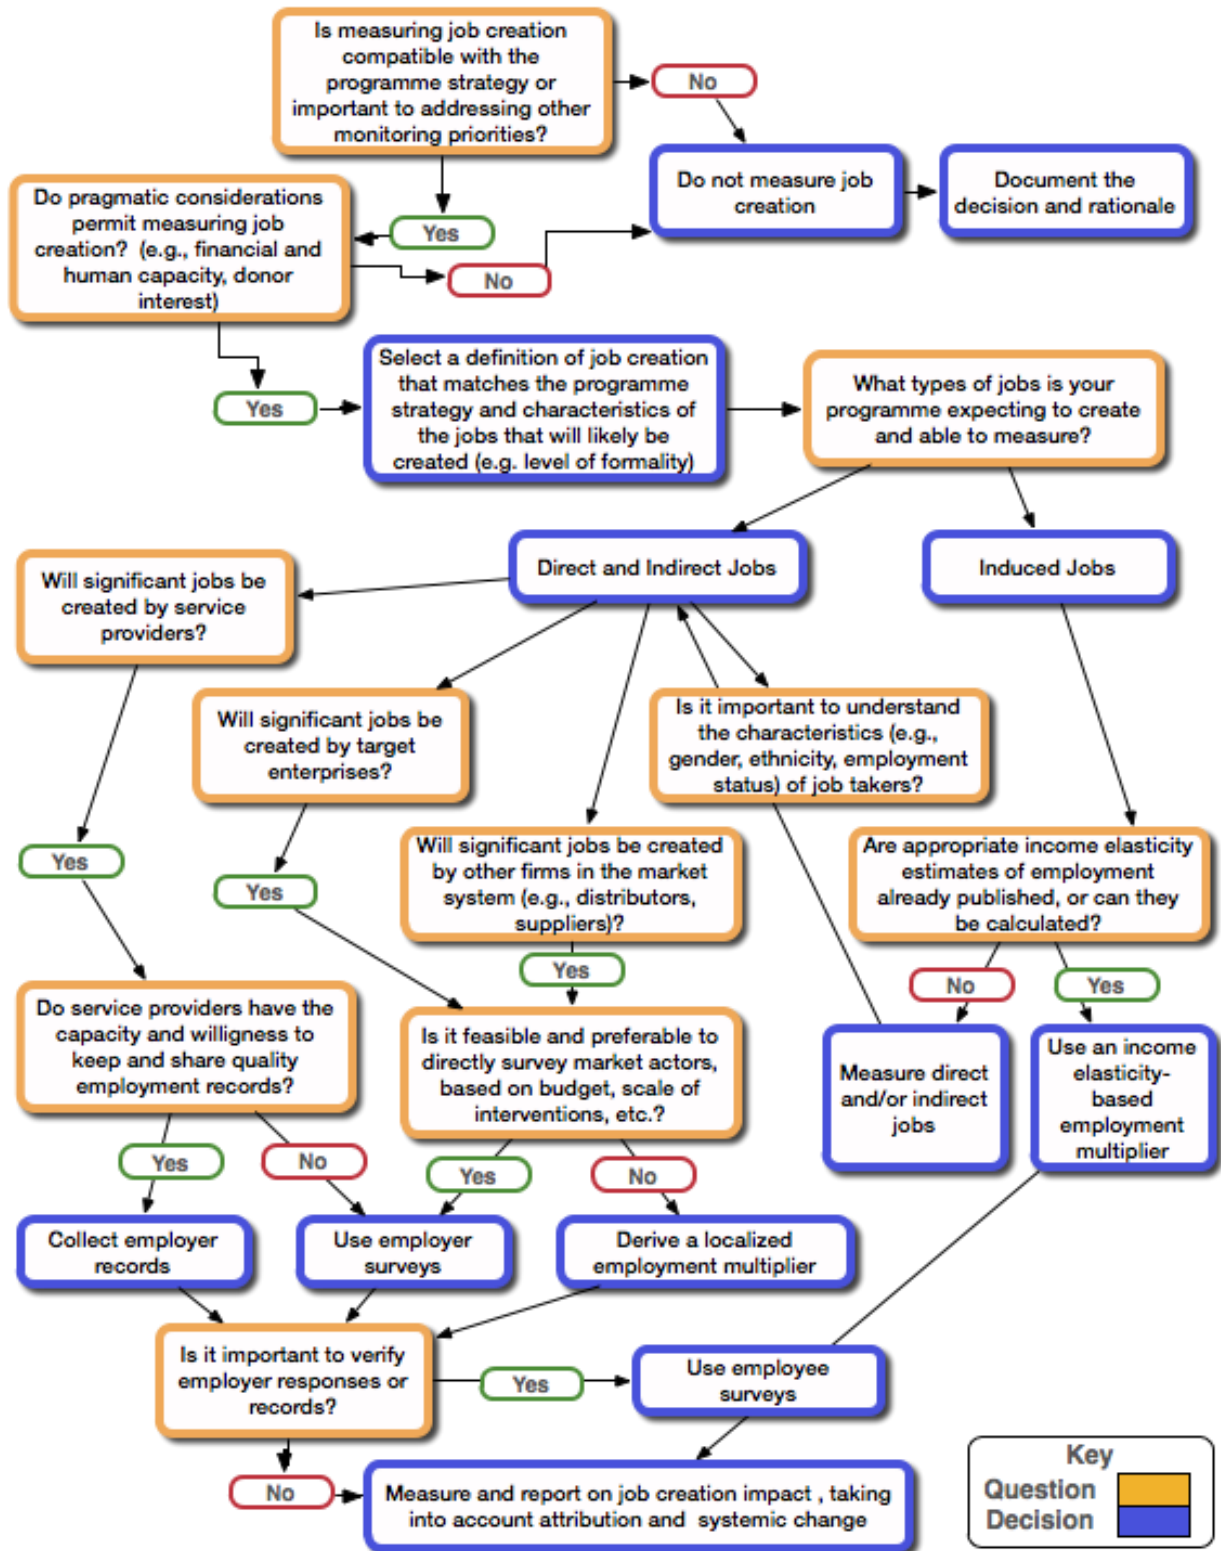 Is measuring job creation
compatible with the
programme strategy or
important to addressing other
monitoring priorities?
No
Do not measure job
creation
Document the
decision and rationale
Do pragmatic considerations
permit measuring job
creation? (e.g., financial and
human capacity, donor
interest)
Yes
No
Yes
Select a definition of job creation
that matches the programme
strategy and characteristics of
the jobs that will likely be
created (e.g. level of formality)
What types of jobs is your
programme expecting to create
and able to measure?
Direct and Indirect Jobs
Induced Jobs
Will significant jobs be
created by service
providers?
Will significant jobs be
created by target
enterprises?
Is it important to understand
the characteristics (e.g.,
gender, ethnicity, employment
status) of job takers?
Yes
Yes
Will significant jobs be created
by other firms in the market
system (e.g., distributors,
suppliers)?
Are appropriate income elasticity
estimates of employment
already published, or can they
be calculated?
Yes
No
Yes
Do service providers have the
capacity and willigness to
keep and share quality
employment records?
Is it feasible and preferable to
directly survey market actors,
based on budget, scale of
interventions, etc.?
Measure direct
and/or indirect
jobs
Use an income
elasticity-
based
employment
multiplier
Yes
No
Yes
No
Collect employer
records
Use employer
surveys
Derive a localized
employment multiplier
Is it important to verify
employer responses or
records?
Yes
Use employee
surveys
No
Measure and report on job creation impact , taking
into account attribution and systemic change
Key
Question
Decision